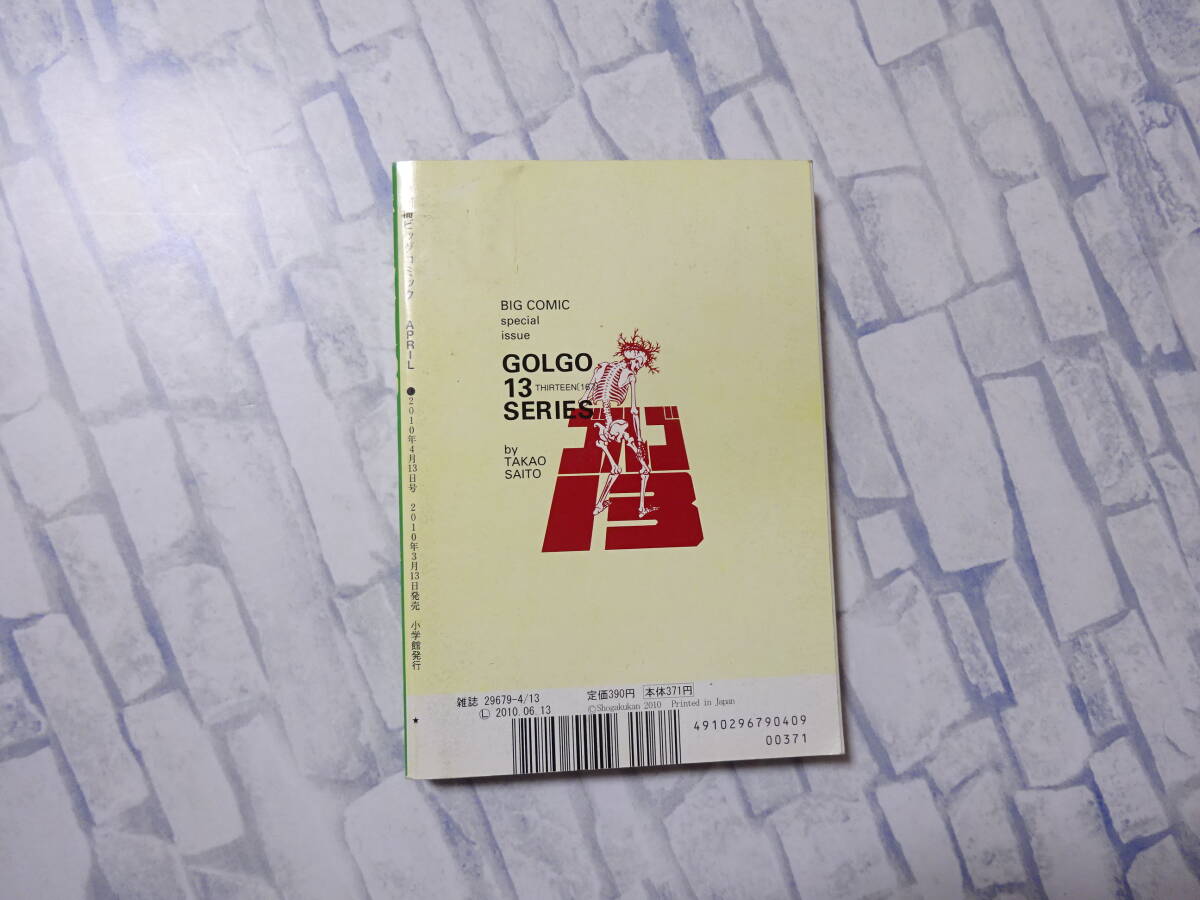 ビッグコミック APRIL ●2010年4月13日号 2010年3月13日発売 小学館発行
★
BIG COMIC
special
issue
GOLGO
13 THIRTEEN
SERIES
by
TAKAO
SAITO
ゴルゴ
13
雑誌 29679-4/13 定価390円 本体371円
Ⓛ 2010.06.13 ©Shogakukan 2010 Printed in Japan
4910296790409
00371